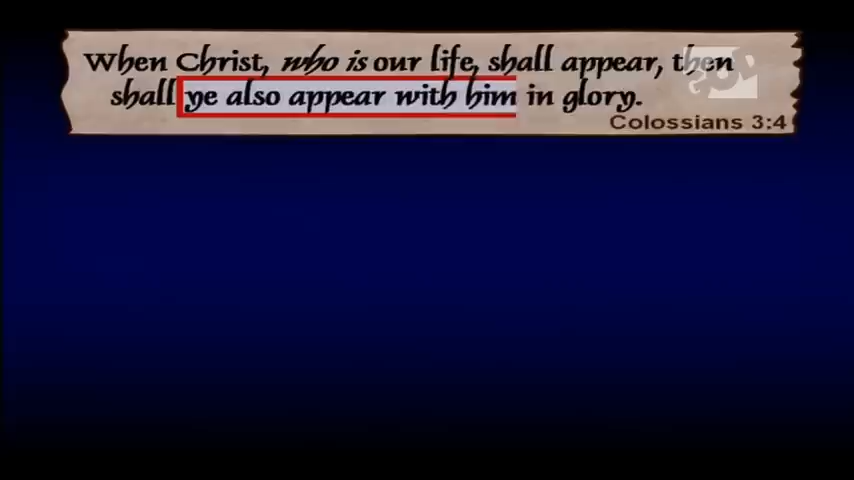 When Christ, who is our life, shall appear, then
shall ye also appear with him in glory.
Colossians 3:4